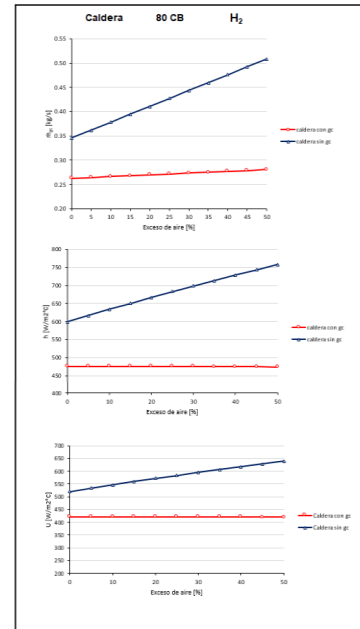 Caldera 80 CB H₂
0.55
0.50
0.45
0.40
0.35
0.30
0.25
0.20
ṁgc [kg/s]
0 5 10 15 20 25 30 35 40 45 50
Exceso de aire [%]
caldera con gc
caldera sin gc
800
750
700
650
600
550
500
450
400
h [W/m2°C]
0 10 20 30 40 50
Exceso de aire [%]
caldera con gc
caldera sin gc
700
650
600
550
500
450
400
350
300
250
200
U [W/m2°C]
0 10 20 30 40 50
Exceso de aire [%]
Caldera con gc
Caldera sin gc